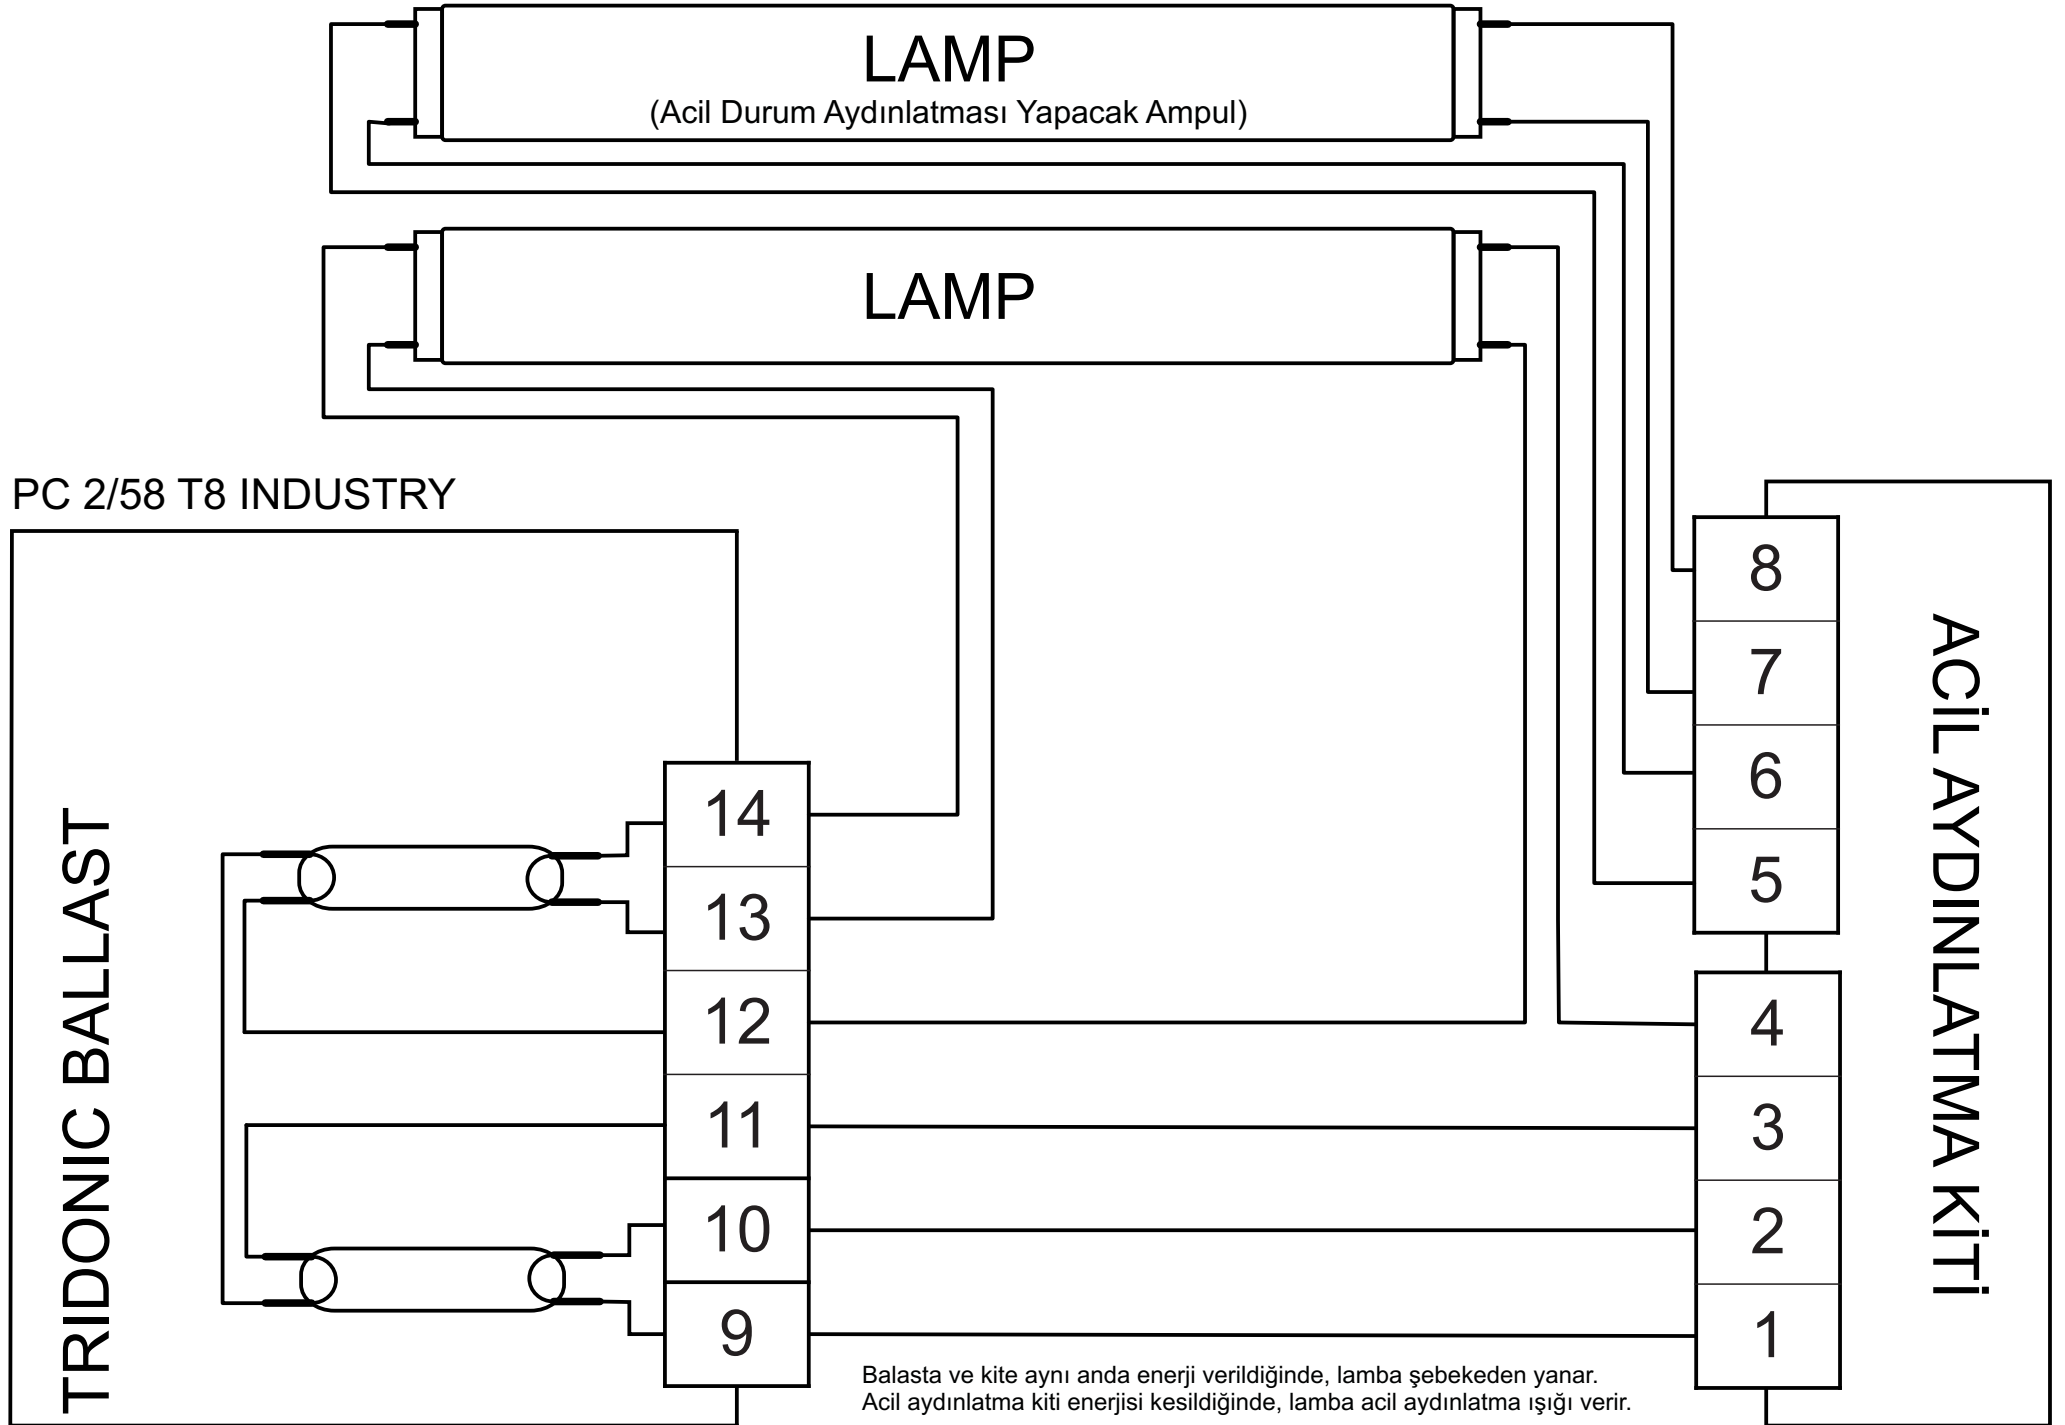 LAMP
(Acil Durum Aydınlatması Yapacak Ampul)
LAMP
PC 2/58 T8 INDUSTRY
TRIDONIC BALLAST
14
13
12
11
10
9
8
7
6
5
4
3
2
1
ACİL AYDINLATMA KİTİ
Balasta ve kite aynı anda enerji verildiğinde, lamba şebekeden yanar.
Acil aydınlatma kiti enerjisi kesildiğinde, lamba acil aydınlatma ışığı verir.